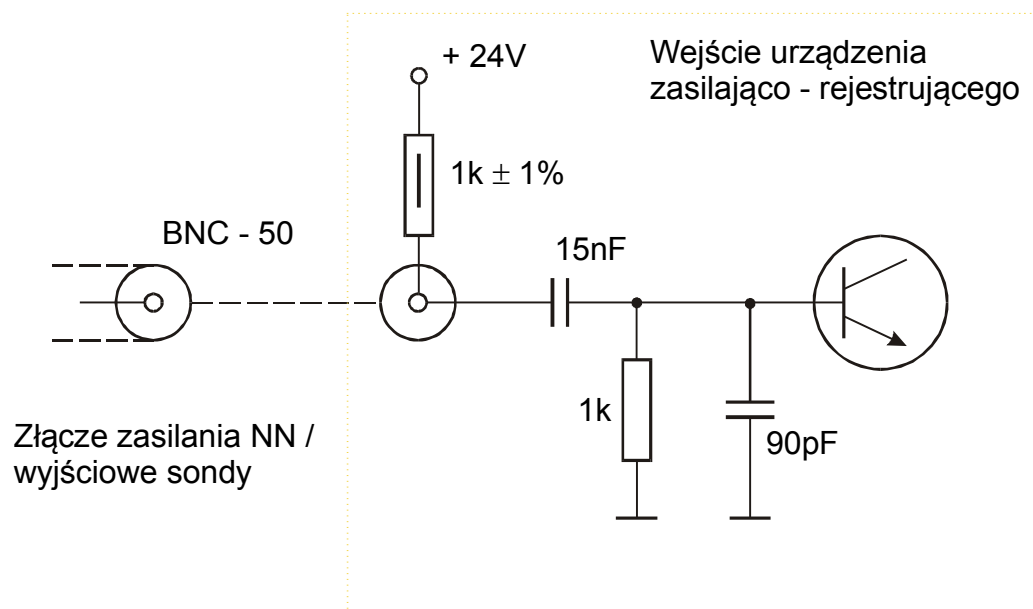 + 24V
Wejście urządzenia
zasilająco - rejestrującego
1k ± 1%
BNC - 50
15nF
1k
90pF
Złącze zasilania NN /
wyjściowe sondy